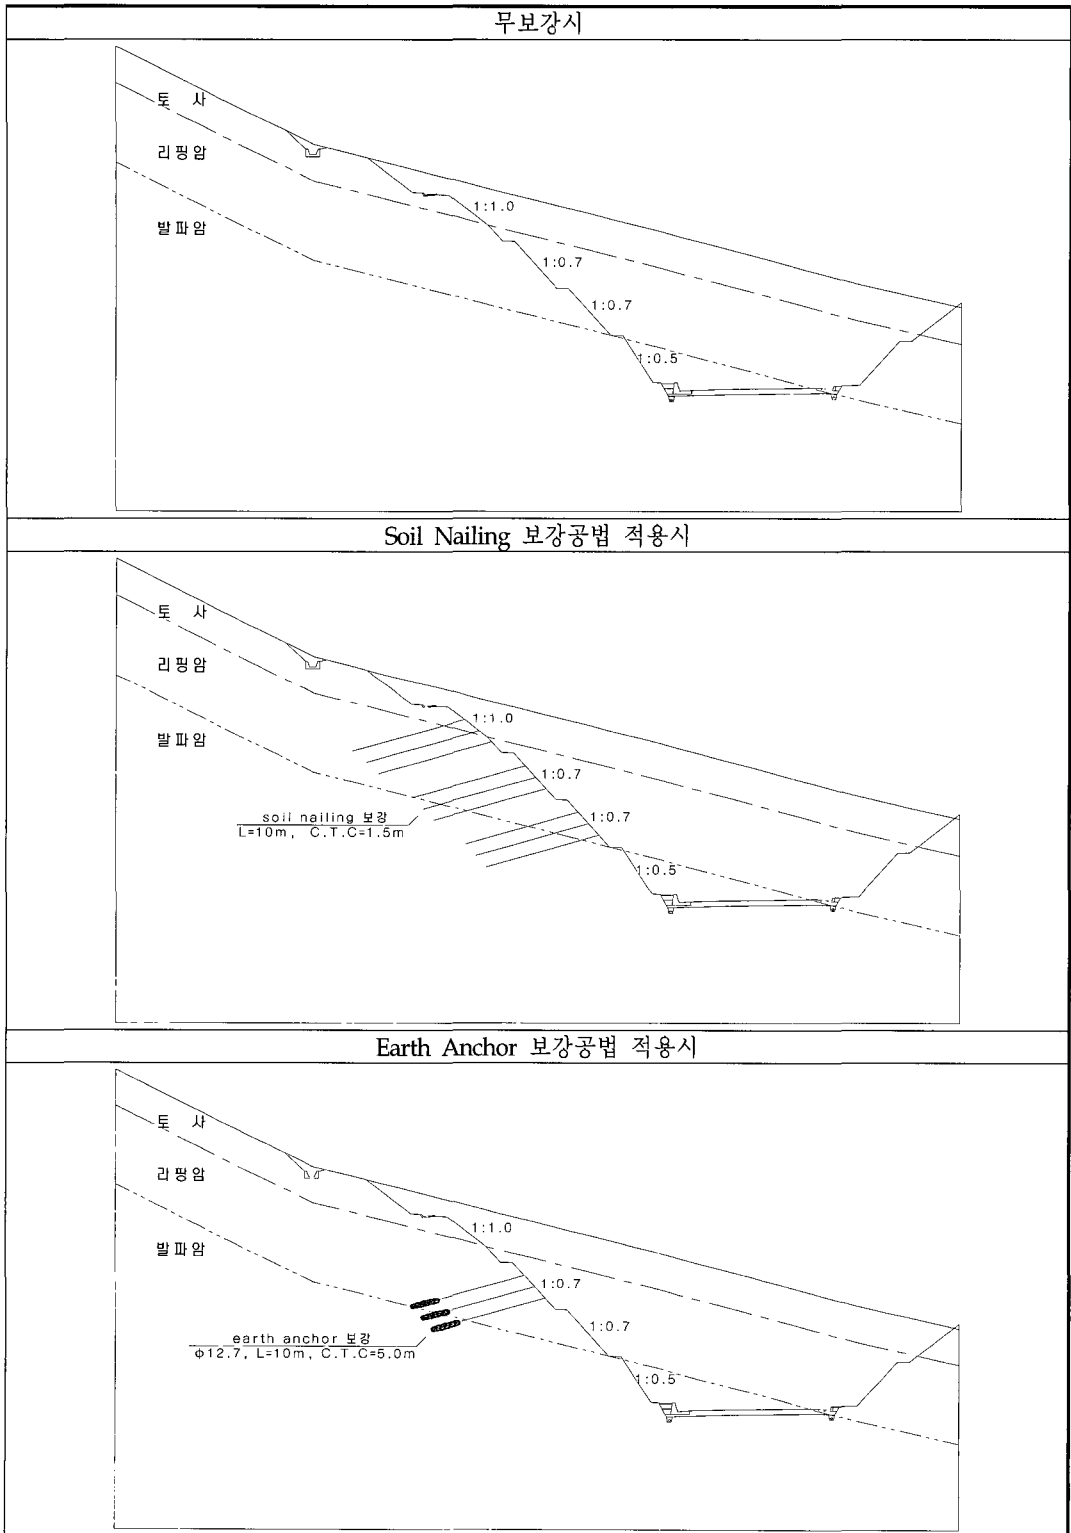 무보강시
토 사
리핑암
발파암
1:1.0
1:0.7
1:0.7
1:0.5
Soil Nailing 보강공법 적용시
토 사
리핑암
발파암
1:1.0
1:0.7
soil nailing 보강
L=10m, C.T.C=1.5m
1:0.7
1:0.5
Earth Anchor 보강공법 적용시
토 사
리핑암
발파암
1:1.0
1:0.7
earth anchor 보강
φ12.7, L=10m, C.T.C=5.0m
1:0.7
1:0.5